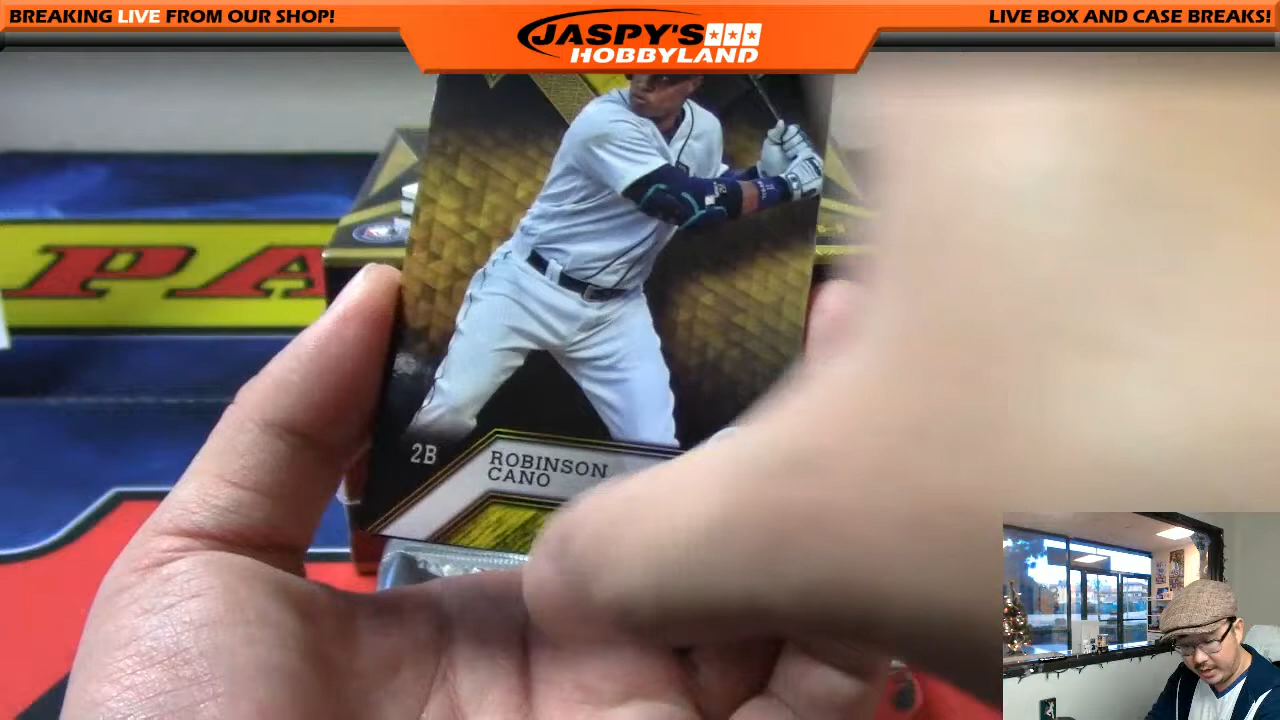 BREAKING LIVE FROM OUR SHOP!
JASPY'S
HOBBYLAND
LIVE BOX AND CASE BREAKS!
PA
2B
ROBINSON
CANO